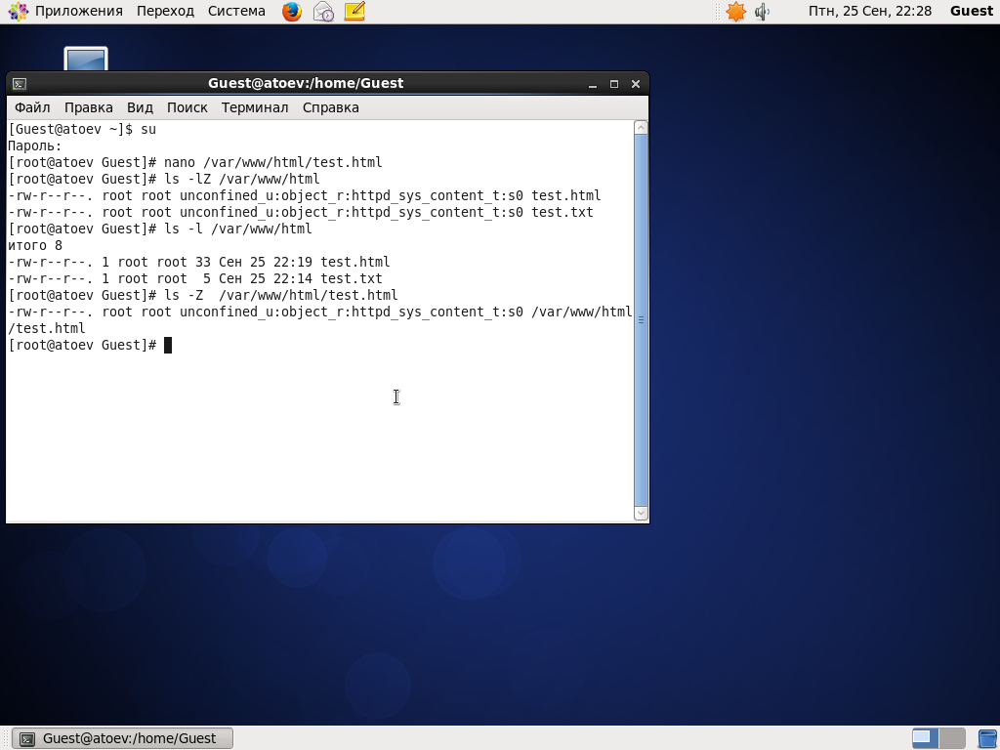 Приложения Переход Система Птн, 25 Сен, 22:28 Guest
Guest@atoev:/home/Guest
Файл Правка Вид Поиск Терминал Справка
[Guest@atoev ~]$ su
Пароль:
[root@atoev Guest]# nano /var/www/html/test.html
[root@atoev Guest]# ls -lZ /var/www/html
-rw-r--r--. root root unconfined_u:object_r:httpd_sys_content_t:s0 test.html
-rw-r--r--. root root unconfined_u:object_r:httpd_sys_content_t:s0 test.txt
[root@atoev Guest]# ls -l /var/www/html
итого 8
-rw-r--r--. 1 root root 33 Сен 25 22:19 test.html
-rw-r--r--. 1 root root  5 Сен 25 22:14 test.txt
[root@atoev Guest]# ls -Z  /var/www/html/test.html
-rw-r--r--. root root unconfined_u:object_r:httpd_sys_content_t:s0 /var/www/html
/test.html
[root@atoev Guest]#
Guest@atoev:/home/Guest